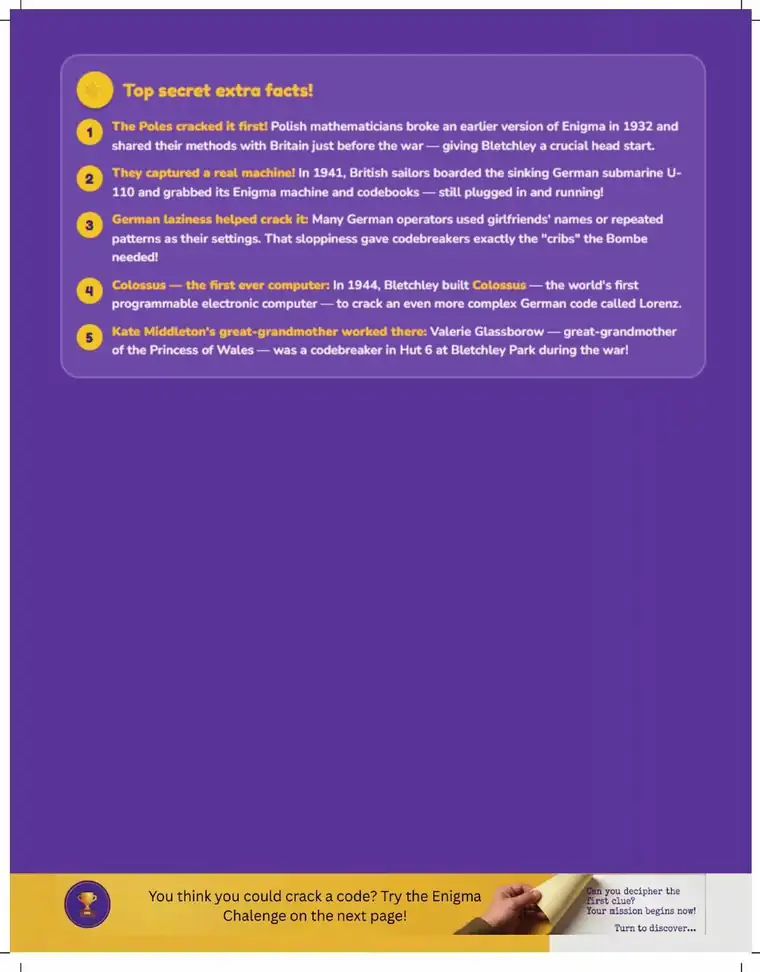 Top secret extra facts!
1
The Poles cracked it first! Polish mathematicians broke an earlier version of Enigma in 1932 and
shared their methods with Britain just before the war — giving Bletchley a crucial head start.
2
They captured a real machine! In 1941, British sailors boarded the sinking German submarine U-
110 and grabbed its Enigma machine and codebooks — still plugged in and running!
3
German laziness helped crack it: Many German operators used girlfriends' names or repeated
patterns as their settings. That sloppiness gave codebreakers exactly the "cribs" the Bombe
needed!
4
Colossus — the first ever computer: In 1944, Bletchley built Colossus — the world's first
programmable electronic computer — to crack an even more complex German code called Lorenz.
5
Kate Middleton's great-grandmother worked there: Valerie Glassborow — great-grandmother
of the Princess of Wales — was a codebreaker in Hut 6 at Bletchley Park during the war!
You think you could crack a code? Try the Enigma
Chalenge on the next page!
Can you decipher the
first clue?
Your mission begins now!
Turn to discover...